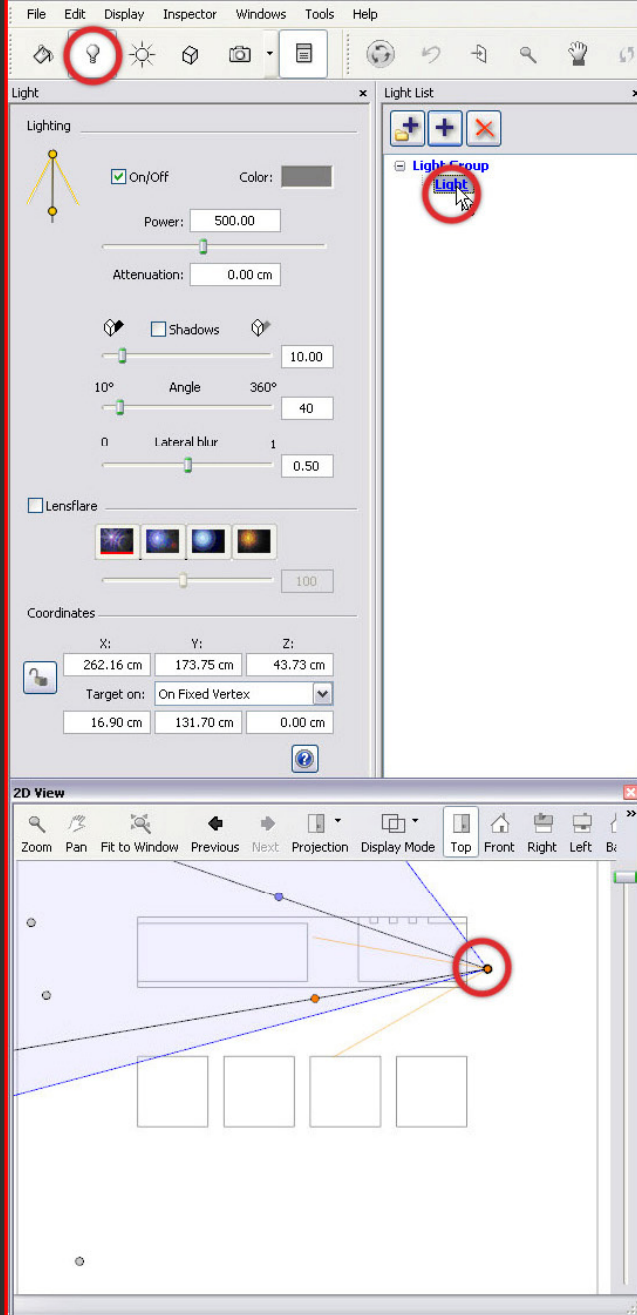 File Edit Display Inspector Windows Tools Help
Light × Light List ×
Lighting
On/Off Color:
Power: 500.00
Attenuation: 0.00 cm
Shadows
10.00
10° Angle 360°
40
0 Lateral blur 1
0.50
Lensflare
100
Coordinates
X: Y: Z:
262.16 cm 173.75 cm 43.73 cm
Target on: On Fixed Vertex
16.90 cm 131.70 cm 0.00 cm
Light Group
Light
2D View
Zoom Pan Fit to Window Previous Next Projection Display Mode Top Front Right Left